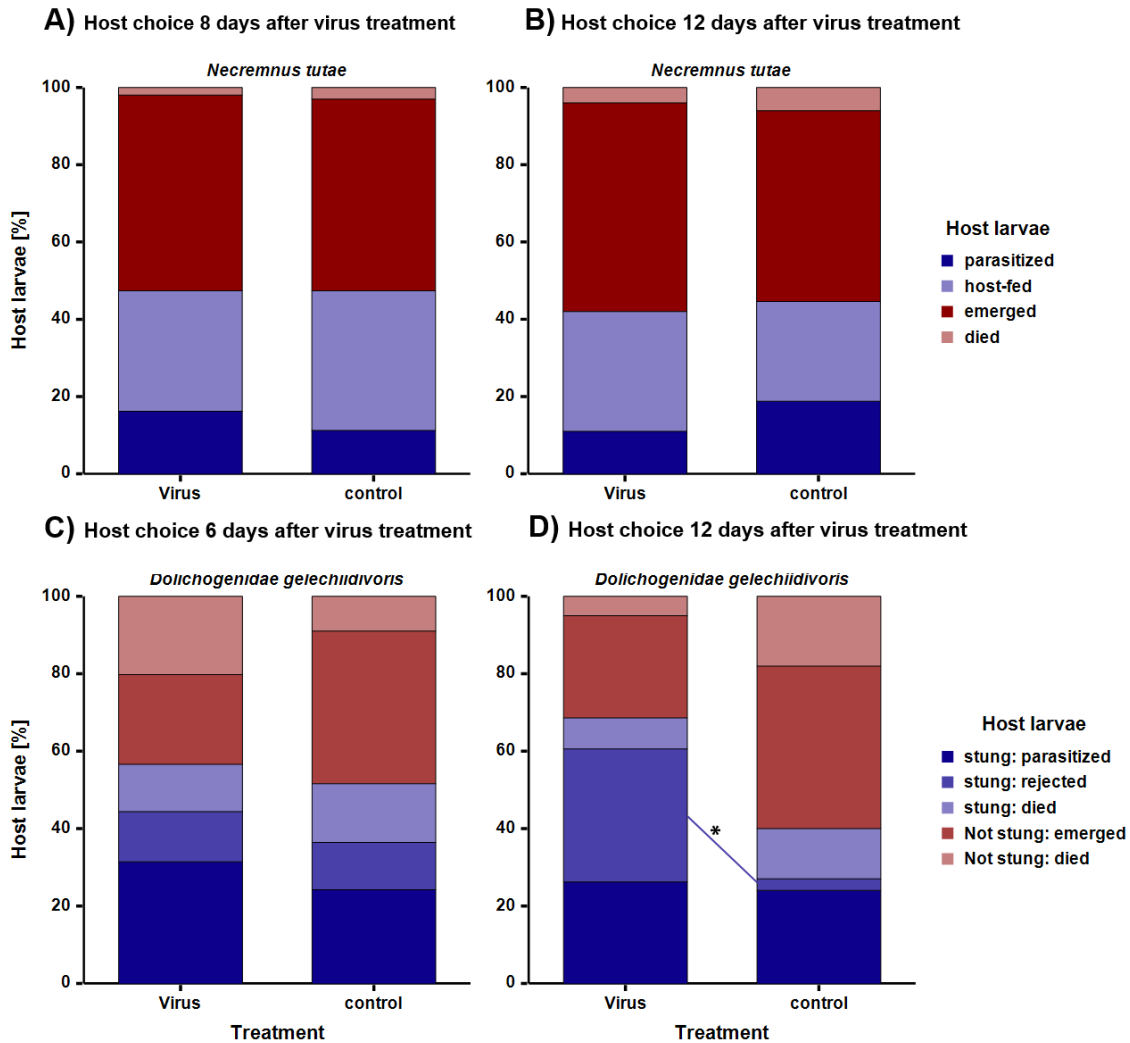 A) Host choice 8 days after virus treatment
B) Host choice 12 days after virus treatment
Necremnus tutae
Necremnus tutae
100
80
60
40
20
0
Host larvae [%]
Virus
control
100
80
60
40
20
0
Virus
control
Host larvae
parasitized
host-fed
emerged
died
C) Host choice 6 days after virus treatment
D) Host choice 12 days after virus treatment
Dolichogenidae gelechiidivoris
Dolichogenidae gelechiidivoris
100
80
60
40
20
0
Host larvae [%]
Virus
control
Treatment
100
80
60
40
20
0
*
Virus
control
Treatment
Host larvae
stung: parasitized
stung: rejected
stung: died
Not stung: emerged
Not stung: died